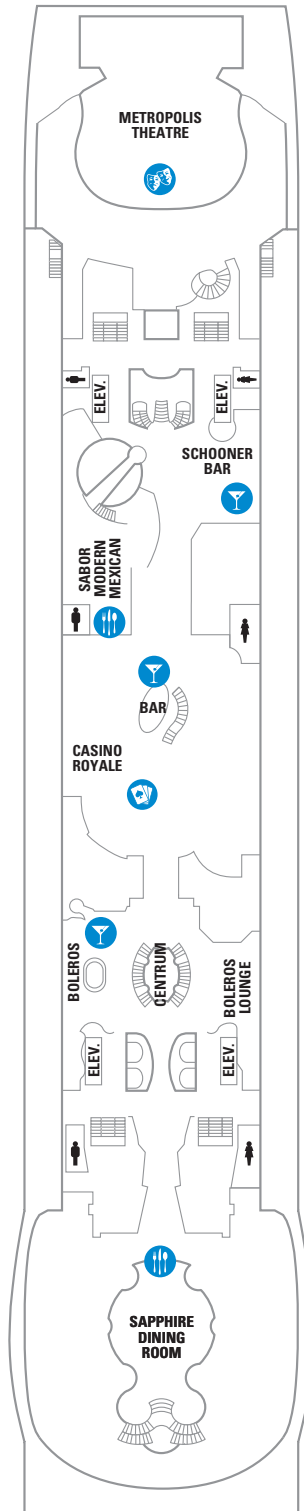 METROPOLIS
THEATRE
ELEV.
ELEV.
SCHOONER
BAR
SABOR
MODERN
MEXICAN
BAR
CASINO
ROYALE
BOLEROS
CENTRUM
BOLEROS
LOUNGE
ELEV.
ELEV.
SAPPHIRE
DINING
ROOM